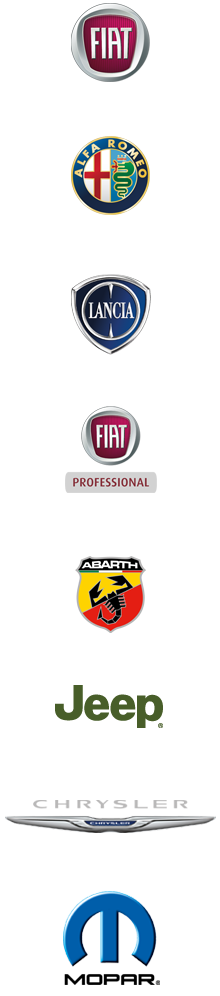 FIAT
ALFA ROMEO
LANCIA
FIAT
PROFESSIONAL
ABARTH
Jeep®
CHRYSLER
CHRYSLER
MOPAR®